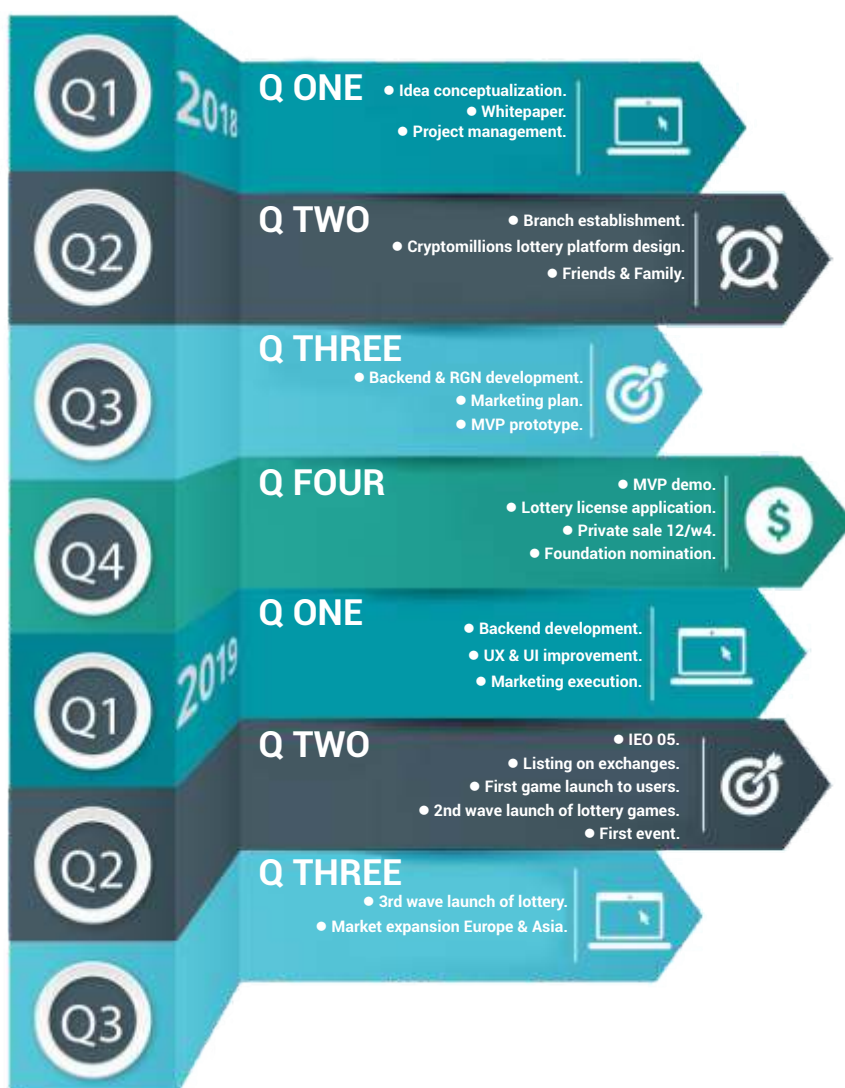 Q1
2018
Q ONE
● Idea conceptualization.
● Whitepaper.
● Project management.
Q2
Q TWO
● Branch establishment.
● Cryptomillions lottery platform design.
● Friends & Family.
Q3
Q THREE
● Backend & RGN development.
● Marketing plan.
● MVP prototype.
Q4
Q FOUR
● MVP demo.
● Lottery license application.
● Private sale 12/w4.
● Foundation nomination.
$
Q1
2019
Q ONE
● Backend development.
● UX & UI improvement.
● Marketing execution.
Q2
Q TWO
● IEO 05.
● Listing on exchanges.
● First game launch to users.
● 2nd wave launch of lottery games.
● First event.
Q3
Q THREE
● 3rd wave launch of lottery.
● Market expansion Europe & Asia.